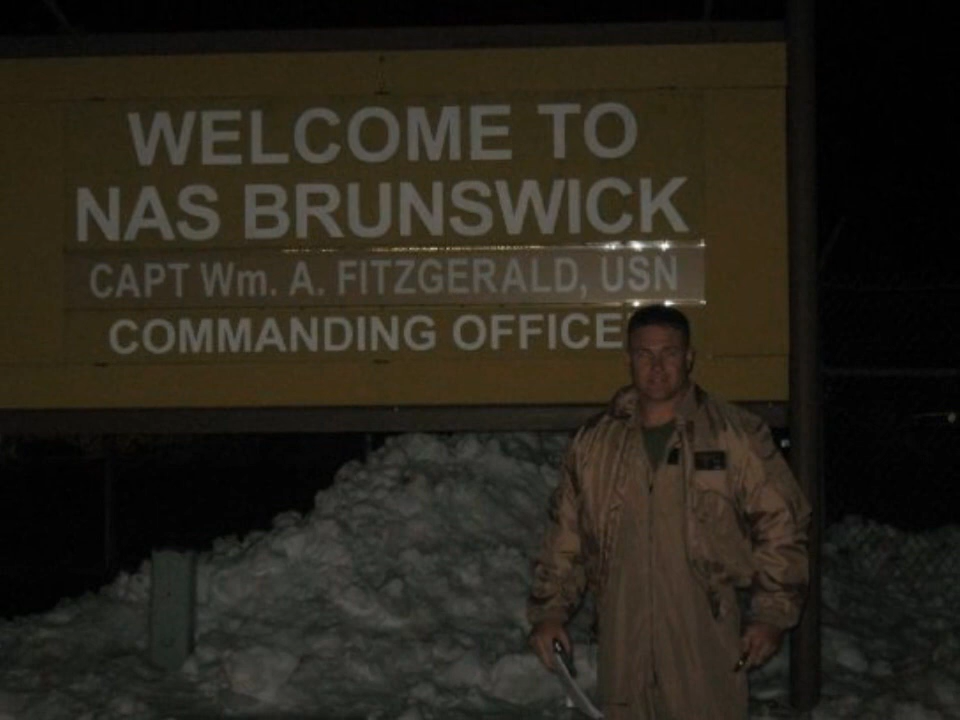 WELCOME TO
NAS BRUNSWICK
CAPT Wm. A. FITZGERALD, USN
COMMANDING OFFICE